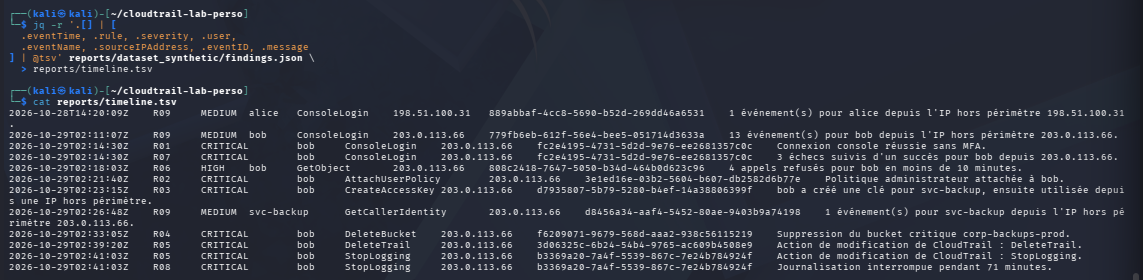 ┌──(kali㉿kali)-[~/cloudtrail-lab-perso]
└─$ jq -r '.[] | [
  .eventTime, .rule, .severity, .user,
  .eventName, .sourceIPAddress, .eventID, .message
] | @tsv' reports/dataset_synthetic/findings.json \
  > reports/timeline.tsv
┌──(kali㉿kali)-[~/cloudtrail-lab-perso]
└─$ cat reports/timeline.tsv
2026-10-28T14:20:09Z R09 MEDIUM alice ConsoleLogin 198.51.100.31 889abbaf-4cc8-5690-b52d-269dd46a6531 1 événement(s) pour alice depuis l'IP hors périmètre 198.51.100.31
.
2026-10-29T02:11:07Z R09 MEDIUM bob ConsoleLogin 203.0.113.66 779fb6eb-612f-56e4-bee5-051714d3633a 13 événement(s) pour bob depuis l'IP hors périmètre 203.0.113.66.
2026-10-29T02:14:30Z R01 CRITICAL bob ConsoleLogin 203.0.113.66 fc2e4195-4731-5d2d-9e76-ee2681357c0c Connexion console réussie sans MFA.
2026-10-29T02:14:30Z R07 CRITICAL bob ConsoleLogin 203.0.113.66 fc2e4195-4731-5d2d-9e76-ee2681357c0c 3 échecs suivis d'un succès pour bob depuis 203.0.113.66.
2026-10-29T02:18:03Z R06 HIGH bob GetObject 203.0.113.66 808c2418-7647-5050-b34d-464b0d623c96 4 appels refusés pour bob en moins de 10 minutes.
2026-10-29T02:21:40Z R02 CRITICAL bob AttachUserPolicy 203.0.113.66 3e1ed16e-03b2-5604-b607-db2582d6b77e Politique administrateur attachée à bob.
2026-10-29T02:23:15Z R03 CRITICAL bob CreateAccessKey 203.0.113.66 d7935807-5b79-5280-b4ef-14a38806399f bob a créé une clé pour svc-backup, ensuite utilisée depui
s une IP hors périmètre.
2026-10-29T02:26:48Z R09 MEDIUM svc-backup GetCallerIdentity 203.0.113.66 d8456a34-aaf4-5452-80ae-9403b9a74198 1 événement(s) pour svc-backup depuis l'IP hors pé
rimètre 203.0.113.66.
2026-10-29T02:33:05Z R04 CRITICAL bob DeleteBucket 203.0.113.66 f6209071-9679-568d-aaa2-938c56115219 Suppression du bucket critique corp-backups-prod.
2026-10-29T02:39:20Z R05 CRITICAL bob DeleteTrail 203.0.113.66 3d06325c-6b24-54b4-9765-ac609b4508e9 Action de modification de CloudTrail : DeleteTrail.
2026-10-29T02:41:03Z R05 CRITICAL bob StopLogging 203.0.113.66 b3369a20-7a4f-5539-867c-7e24b784924f Action de modification de CloudTrail : StopLogging.
2026-10-29T02:41:03Z R08 CRITICAL bob StopLogging 203.0.113.66 b3369a20-7a4f-5539-867c-7e24b784924f Journalisation interrompue pendant 71 minutes.